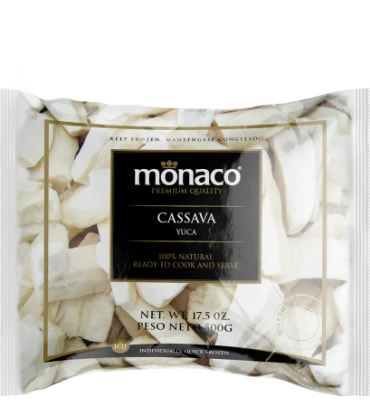 KEEP FROZEN. MANTENGASE CONGELADO
monaco
PREMIUM QUALITY
CASSAVA
YUCA
100% NATURAL
READY TO COOK AND SERVE
NET. WT 17.5 OZ.
PESO NETO 500G
IQF
INDIVIDUALLY QUICK FROZEN